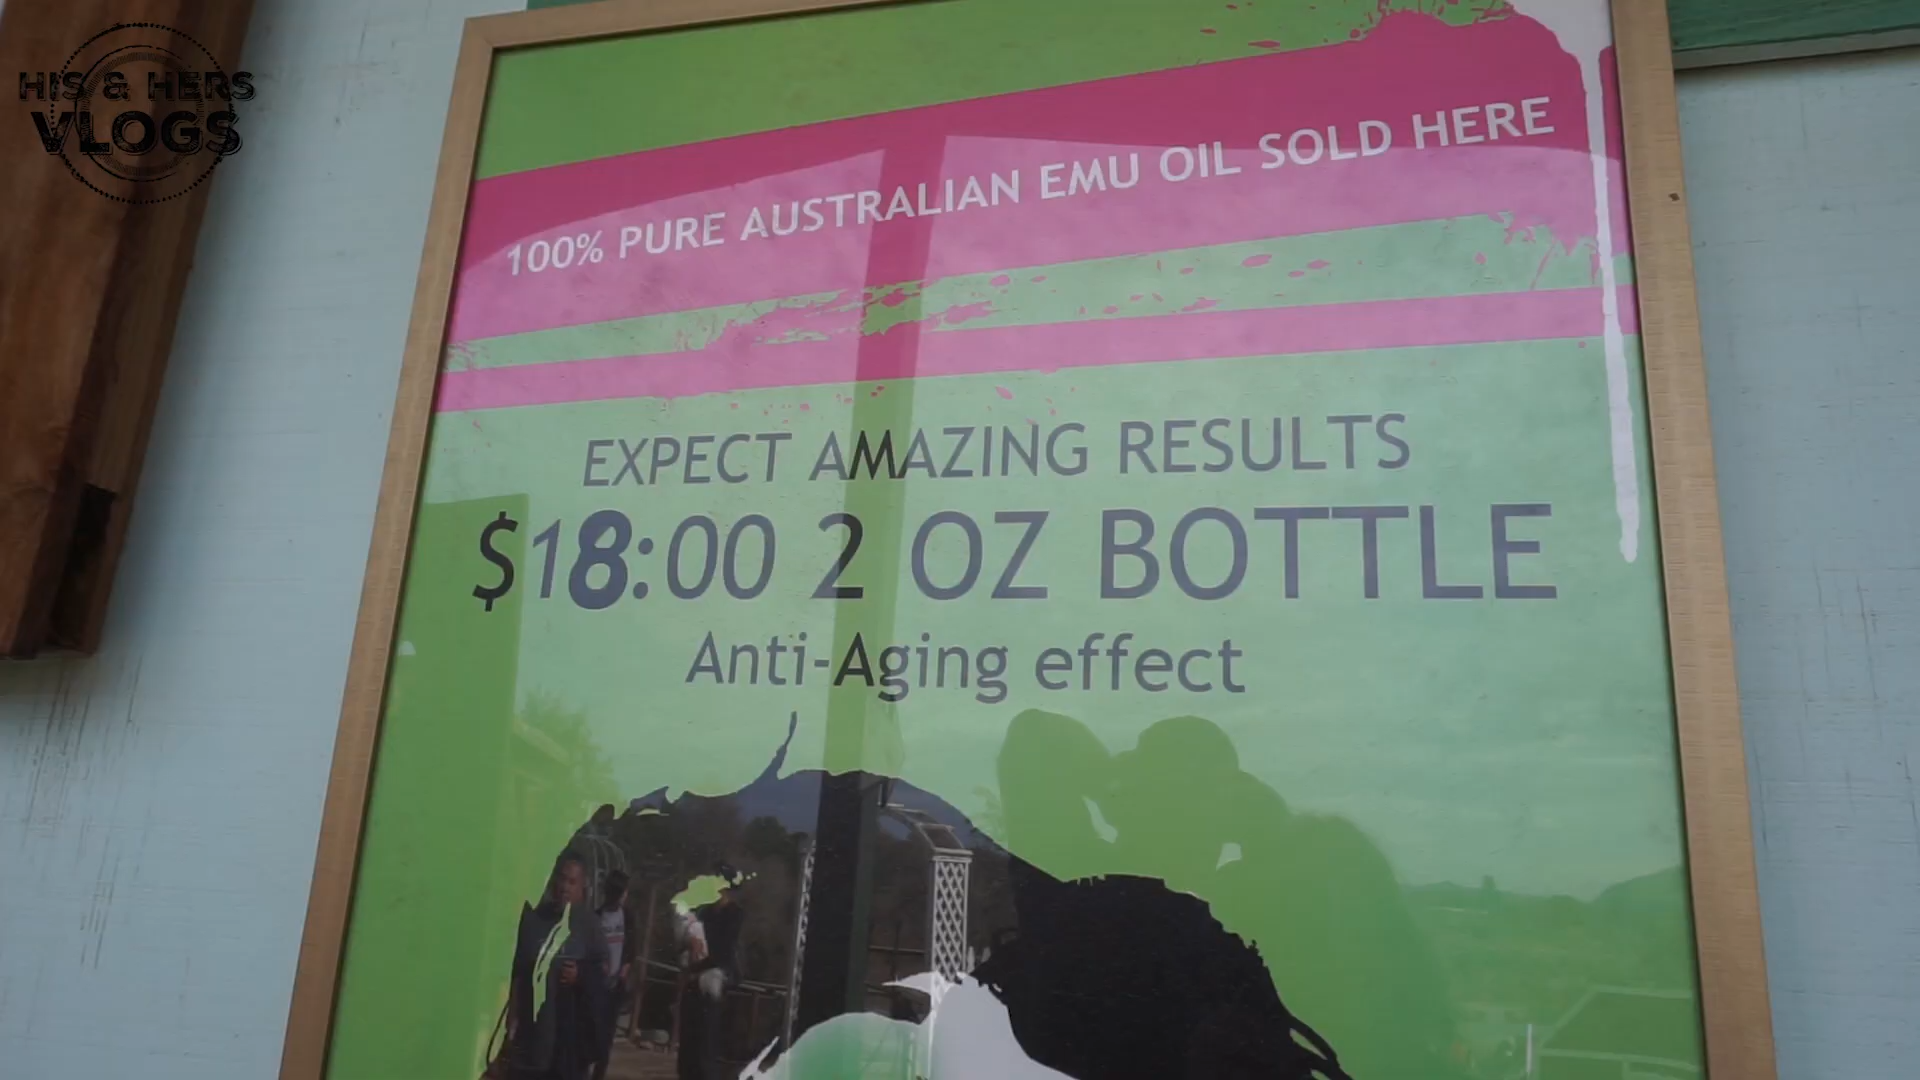 HIS & HERS
VLOGS
100% PURE AUSTRALIAN EMU OIL SOLD HERE
EXPECT AMAZING RESULTS
$18:00 2 OZ BOTTLE
Anti-Aging effect